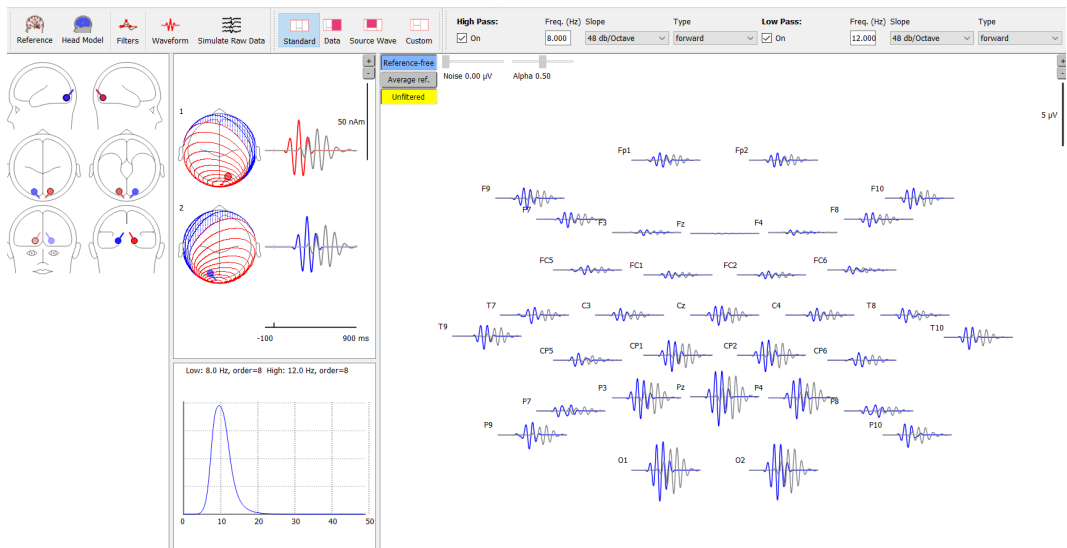 High Pass:
Freq. (Hz)
Slope
Type
Low Pass:
Freq. (Hz)
Slope
Type
On
8.000
48 db/Octave
forward
On
12.000
48 db/Octave
forward
Reference
Head Model
Filters
Waveform
Simulate Raw Data
Standard
Data
Source Wave
Custom
+
-
1
50 nAm
2
-100
900 ms
Low: 8.0 Hz, order=8 High: 12.0 Hz, order=8
0
10
20
30
40
50
Reference-free
Average ref.
Unfiltered
Noise 0.00 µV
Alpha 0.50
+
-
5 µV
Fp1
Fp2
F9
F10
F7
F3
Fz
F4
F8
FC5
FC1
FC2
FC6
T9
T7
C3
Cz
C4
T8
T10
CP5
CP1
CP2
CP6
P7
P3
Pz
P4
P8
P9
P10
O1
O2